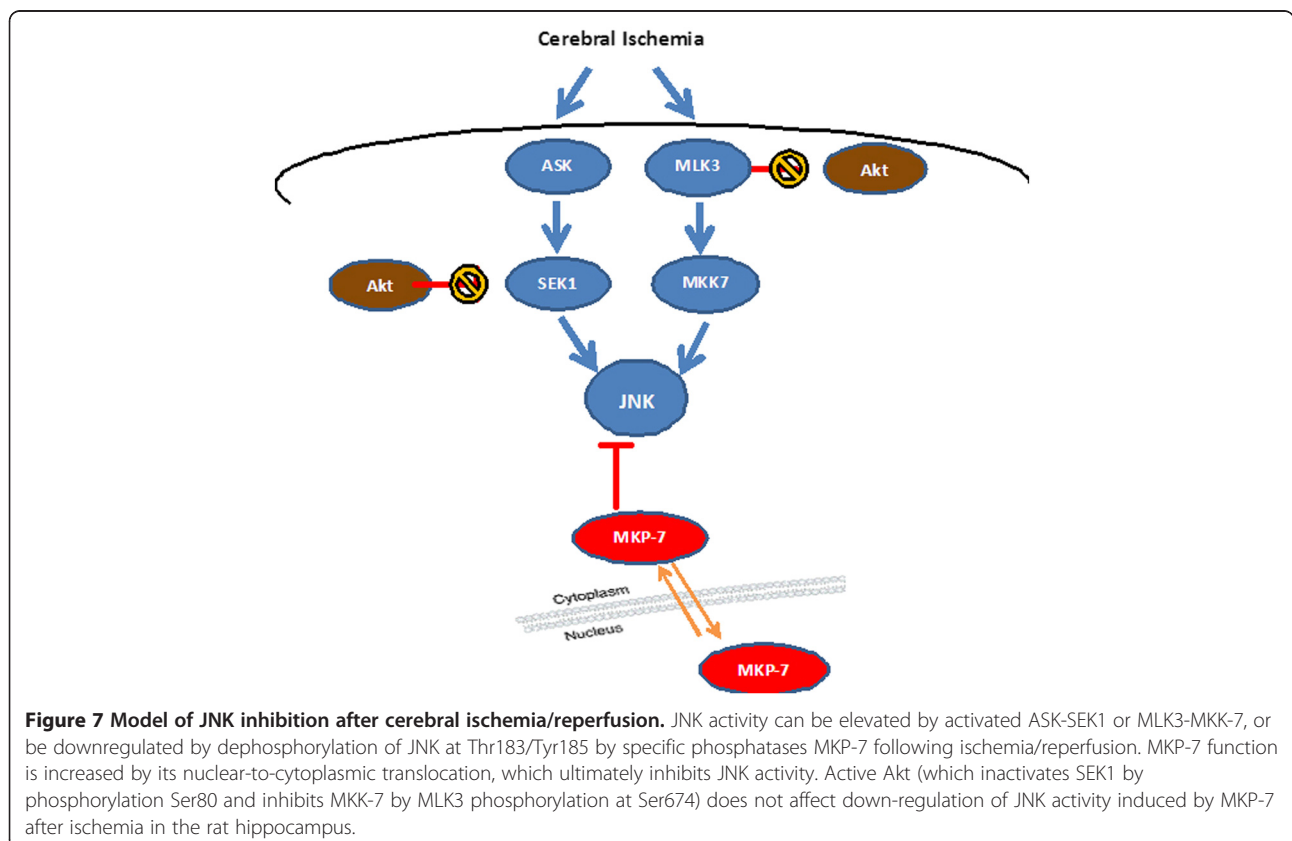 Cerebral Ischemia
ASK
MLK3
Akt
Akt
SEK1
MKK7
JNK
MKP-7
Cytoplasm
Nucleus
MKP-7
Figure 7 Model of JNK inhibition after cerebral ischemia/reperfusion. JNK activity can be elevated by activated ASK-SEK1 or MLK3-MKK-7, or
be downregulated by dephosphorylation of JNK at Thr183/Tyr185 by specific phosphatases MKP-7 following ischemia/reperfusion. MKP-7 function
is increased by its nuclear-to-cytoplasmic translocation, which ultimately inhibits JNK activity. Active Akt (which inactivates SEK1 by
phosphorylation Ser80 and inhibits MKK-7 by MLK3 phosphorylation at Ser674) does not affect down-regulation of JNK activity induced by MKP-7
after ischemia in the rat hippocampus.